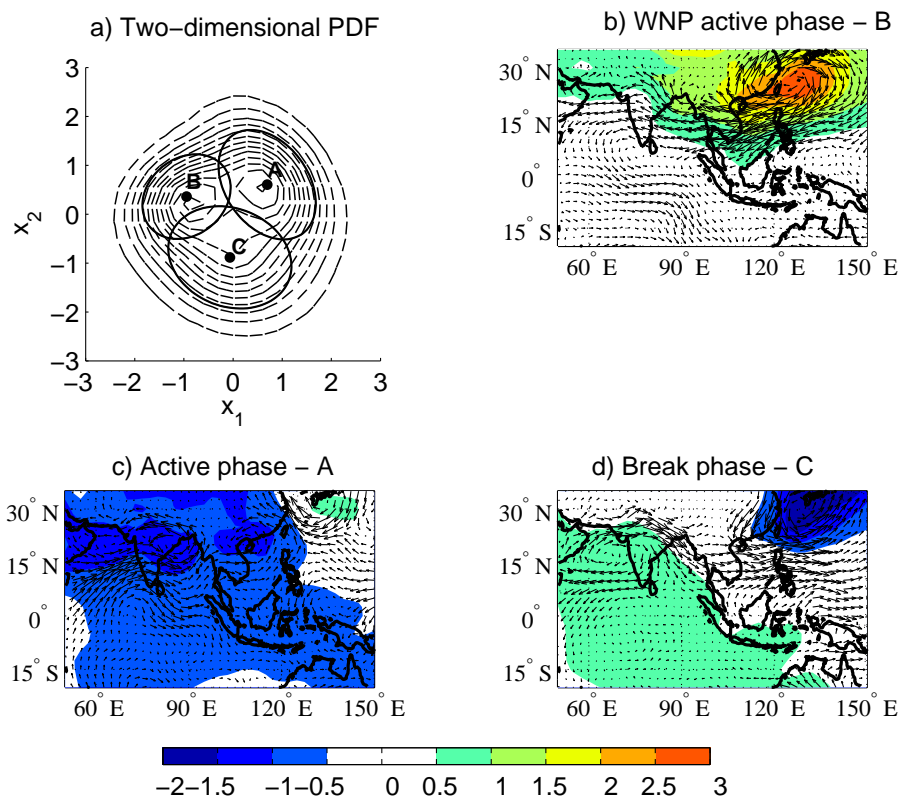 a) Two−dimensional PDF
3
2
1
0
−1
−2
−3
−3 −2 −1 0 1 2 3
x2
x1
A
B
C
b) WNP active phase − B
30° N
15° N
0°
15° S
60° E 90° E 120° E 150° E
c) Active phase − A
30° N
15° N
0°
15° S
60° E 90° E 120° E 150° E
d) Break phase − C
30° N
15° N
0°
15° S
60° E 90° E 120° E 150° E
−2−1.5 −1−0.5 0 0.5 1 1.5 2 2.5 3